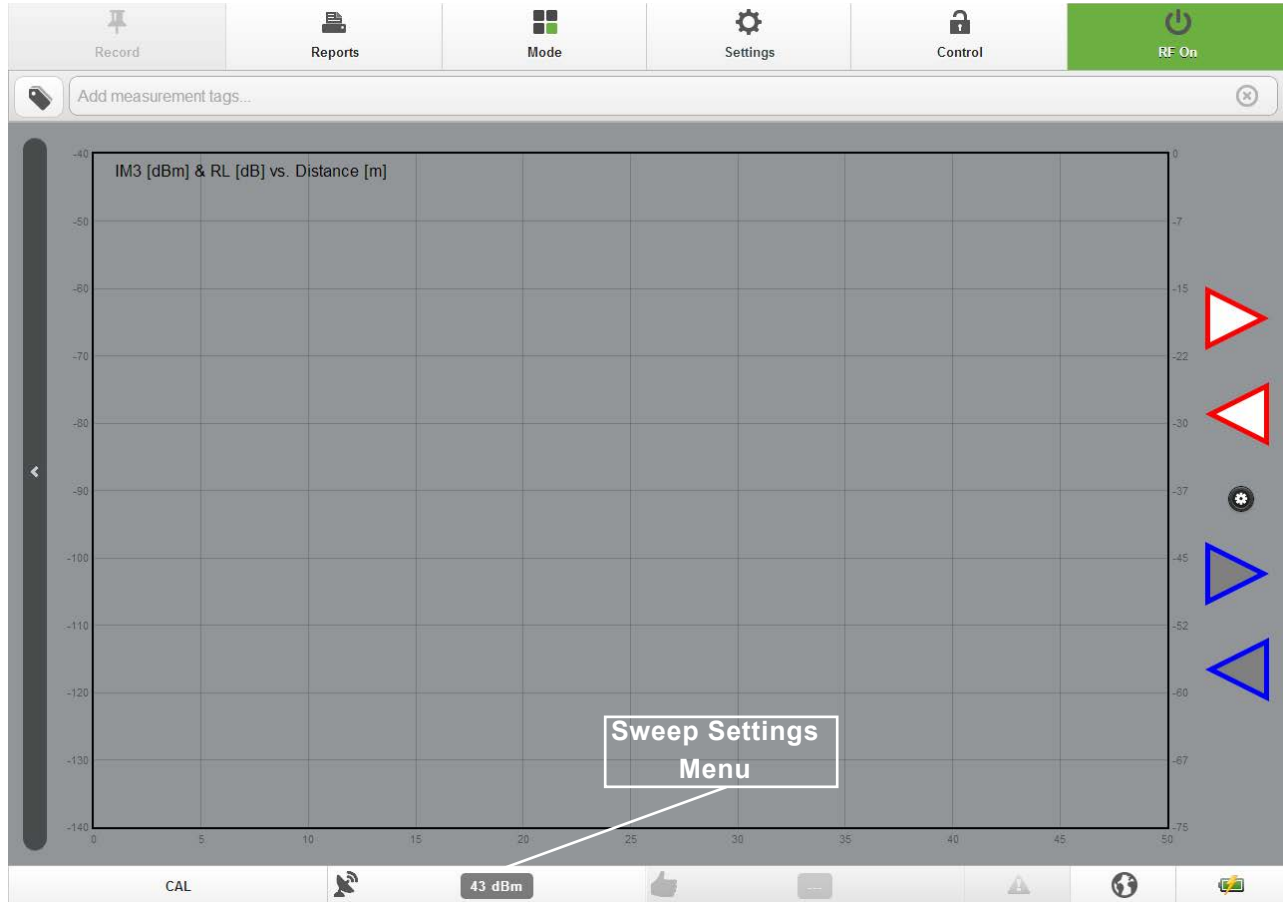 Record
Reports
Mode
Settings
Control
RF On
Add measurement tags...
IM3 [dBm] & RL [dB] vs. Distance [m]
-40
-50
-60
-70
-80
-90
-100
-110
-120
-130
-140
0
-7
-15
-22
-30
-37
-45
-52
-60
-67
-75
0
5
10
15
20
25
30
35
40
45
50
Sweep Settings
Menu
CAL
43 dBm
---